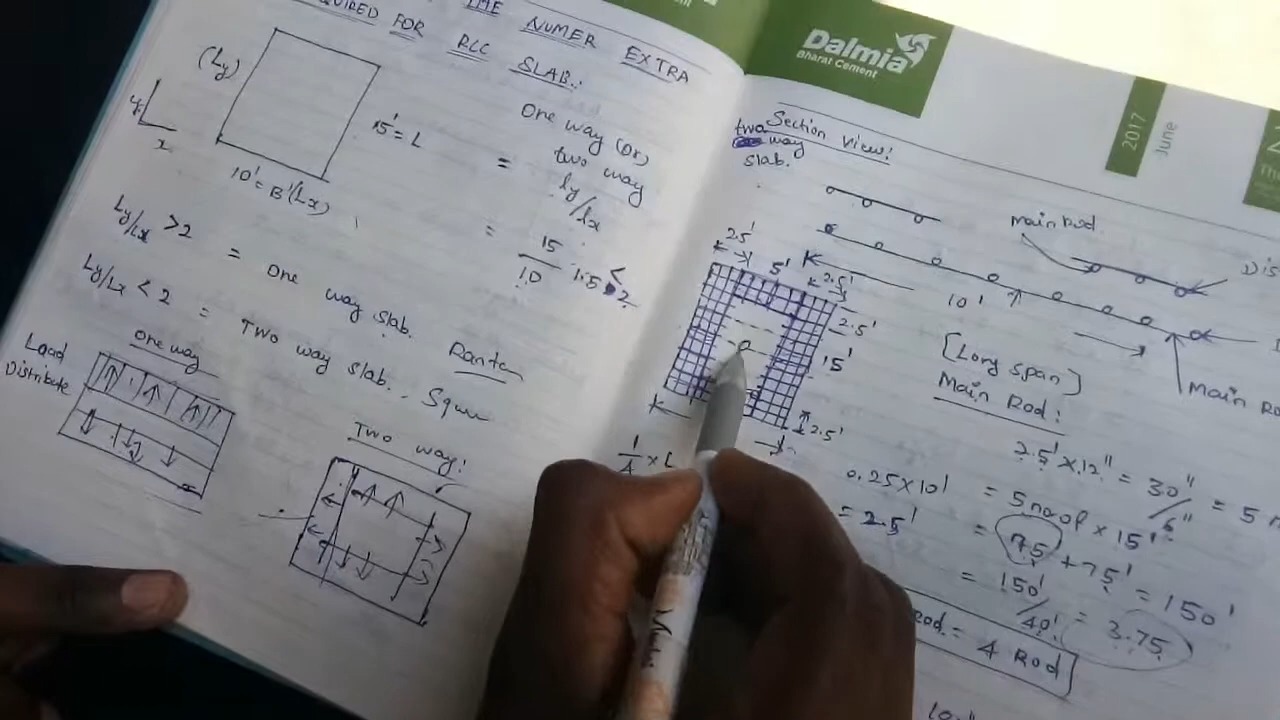 THE NUMER EXTRA
REQUIRED FOR RLC SLAB:
(Ly)
y
x
15' = L
10' = B'(Lx)
One way (or)
= two way
ly/lx
= 15/10 = 1.5 < 2
Ly/Lx > 2 = One way slab.
Ly/Lx < 2 = Two way slab..
Load
Distribute
One way
Two way!
Dalmia
Bharat Cement
2017
June
Section View:
two way
slab.
Main Rod
10'
Main Ro
2.5'
5'
2.5'
2.5'
15'
2.5'
1/4 × L
[Long span]
Main Rod:
2.5' × 12" = 30"/6" = 5 n
0.25 × 10' = 5 no of × 15'
= 2.5'
= 75 + 75' = 150'
= 150'/40' = 3.75
Rod = 4 Rod